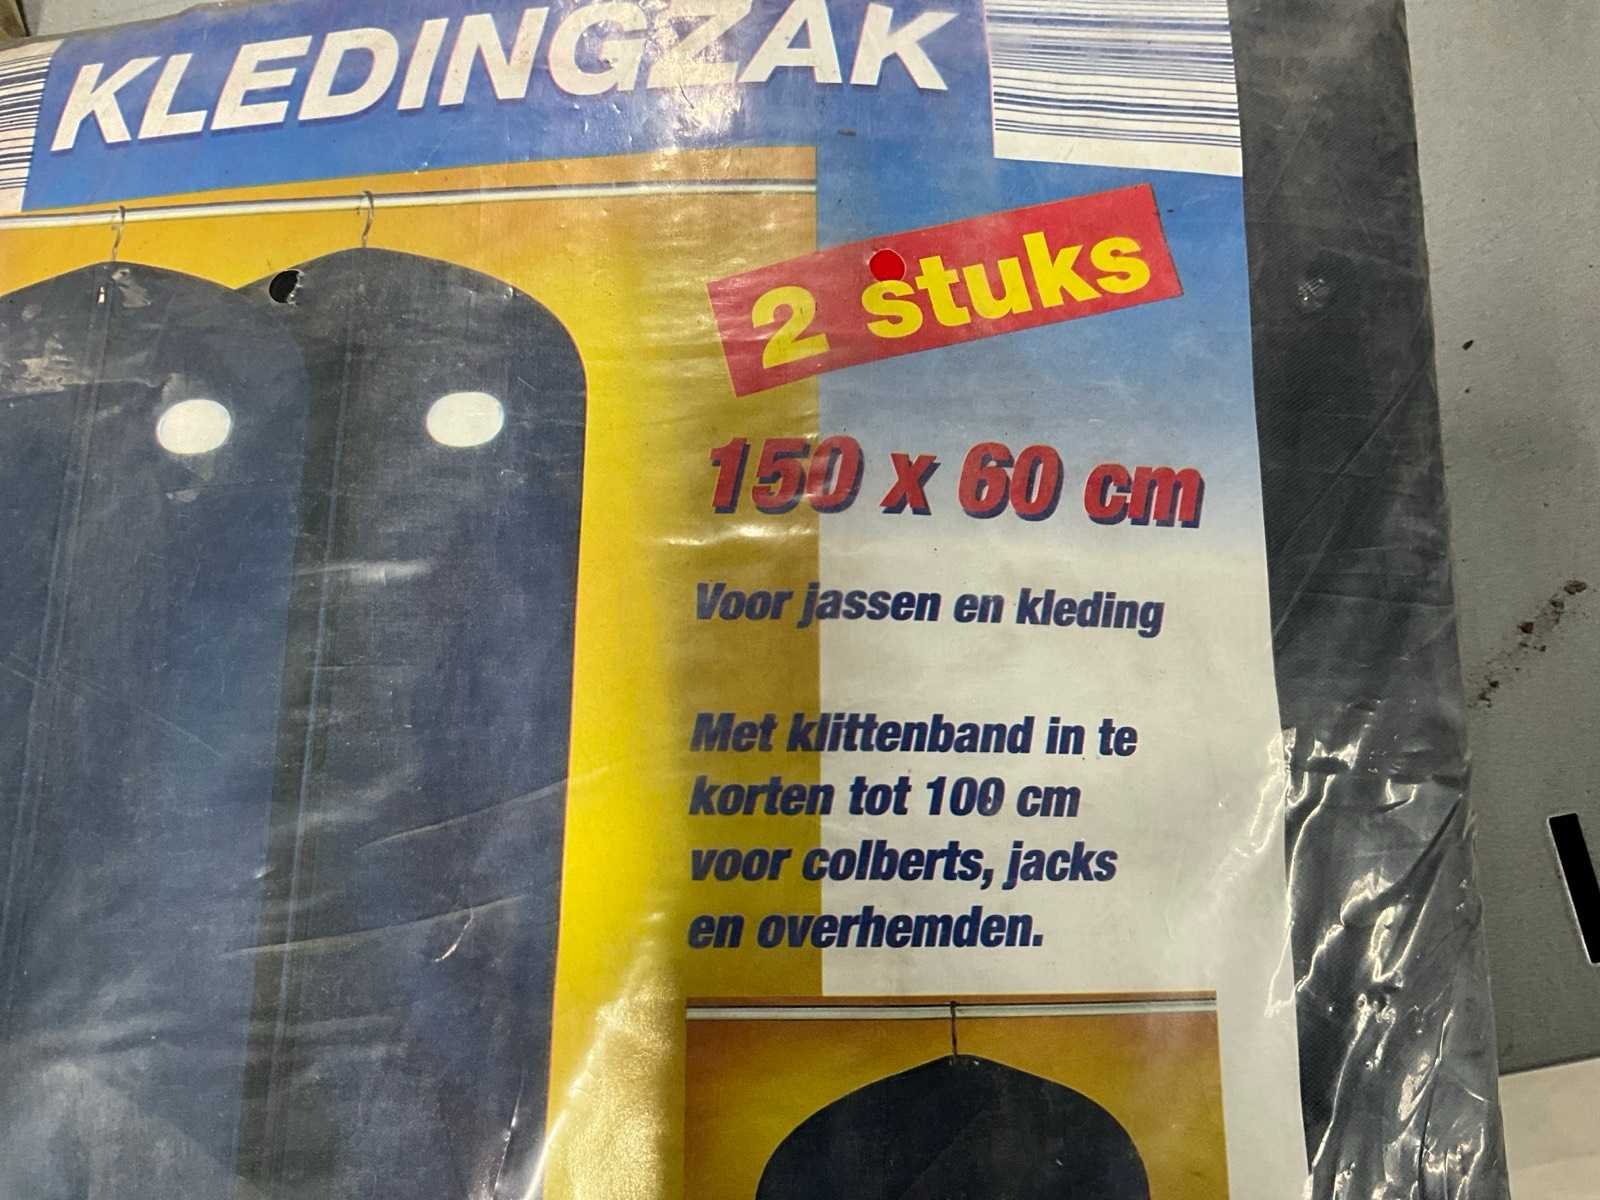 KLEDINGZAK
2 stuks
150 x 60 cm
Voor jassen en kleding
Met klittenband in te
korten tot 100 cm
voor colberts, jacks
en overhemden.